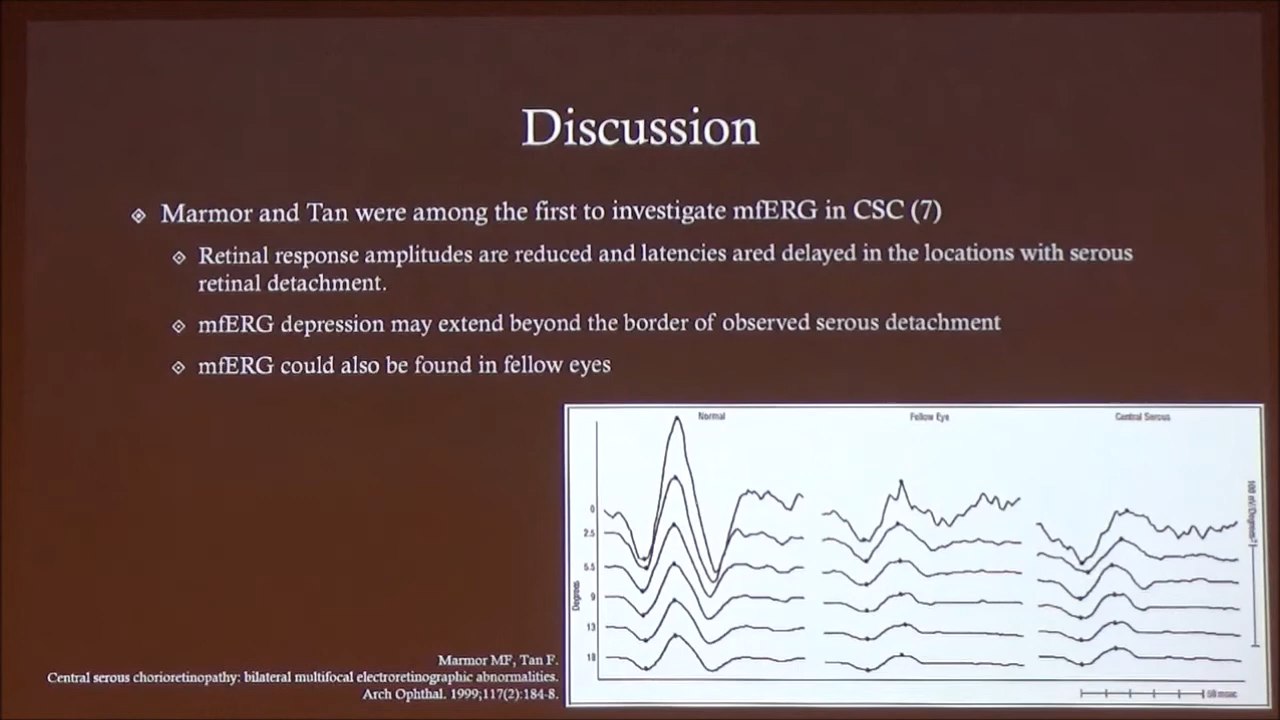 Discussion
Marmor and Tan were among the first to investigate mfERG in CSC (7)
Retinal response amplitudes are reduced and latencies ared delayed in the locations with serous
retinal detachment.
mfERG depression may extend beyond the border of observed serous detachment
mfERG could also be found in fellow eyes
Normal
Fellow Eye
Central Serous
0
2.5
5.5
9
13
18
Degrees
50 msec
Marmor MF, Tan F.
Central serous chorioretinopathy: bilateral multifocal electroretinographic abnormalities.
Arch Ophthal. 1999;117(2):184-8.